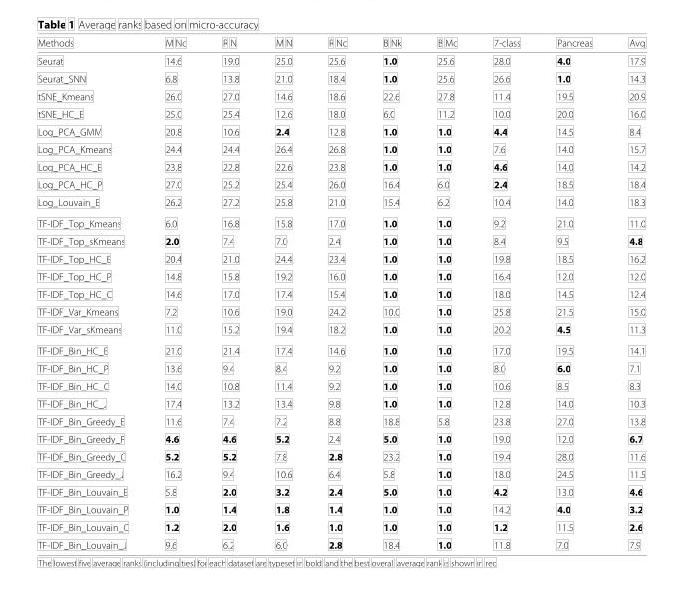 Table 1 Average ranks based on micro-accuracy
Methods M Nc R N M N R Nc B Nk B Mc 7-class Pancreas Avg
Seurat 14.6 19.0 25.0 25.6 1.0 25.6 28.0 4.0 17.9
Seurat_SNN 6.8 13.8 21.0 18.4 1.0 25.6 26.6 1.0 14.3
tSNE_Kmeans 26.0 27.0 14.6 18.6 22.6 27.8 11.4 19.5 20.9
tSNE_HC_E 25.0 25.4 12.6 18.0 6.0 11.2 10.0 20.0 16.0
Log_PCA_GMM 20.8 10.6 2.4 12.8 1.0 1.0 4.4 14.5 8.4
Log_PCA_Kmeans 24.4 24.4 26.4 26.8 1.0 1.0 7.6 14.0 15.7
Log_PCA_HC_E 23.8 22.8 22.6 23.8 1.0 1.0 4.6 14.0 14.2
Log_PCA_HC_P 27.0 25.2 25.4 26.0 16.4 6.0 2.4 18.5 18.4
Log_Louvain_E 26.2 27.2 25.8 21.0 15.4 6.2 10.4 14.0 18.3
TF-IDF_Top_Kmeans 6.0 16.8 15.8 17.0 1.0 1.0 9.2 21.0 11.0
TF-IDF_Top_sKmeans 2.0 7.4 7.0 2.4 1.0 1.0 8.4 9.5 4.8
TF-IDF_Top_HC_E 20.4 21.0 24.4 23.4 1.0 1.0 19.8 18.5 16.2
TF-IDF_Top_HC_P 14.8 15.8 19.2 16.0 1.0 1.0 16.4 12.0 12.0
TF-IDF_Top_HC_C 14.6 17.0 17.4 15.4 1.0 1.0 18.0 14.5 12.4
TF-IDF_Var_Kmeans 7.2 10.6 19.0 24.2 10.0 1.0 25.8 21.5 15.0
TF-IDF_Var_sKmeans 11.0 15.2 19.4 18.2 1.0 1.0 20.2 4.5 11.3
TF-IDF_Bin_HC_E 21.0 21.4 17.4 14.6 1.0 1.0 17.0 19.5 14.1
TF-IDF_Bin_HC_P 13.6 9.4 8.4 9.2 1.0 1.0 8.0 6.0 7.1
TF-IDF_Bin_HC_C 14.0 10.8 11.4 9.2 1.0 1.0 10.6 8.5 8.3
TF-IDF_Bin_HC_J 17.4 13.2 13.4 9.8 1.0 1.0 12.8 14.0 10.3
TF-IDF_Bin_Greedy_E 11.6 7.4 7.2 8.8 18.8 5.8 23.8 27.0 13.8
TF-IDF_Bin_Greedy_P 4.6 4.6 5.2 2.4 5.0 1.0 19.0 12.0 6.7
TF-IDF_Bin_Greedy_C 5.2 5.2 7.8 2.8 23.2 1.0 19.4 28.0 11.6
TF-IDF_Bin_Greedy_J 16.2 9.4 10.6 6.4 5.8 1.0 18.0 24.5 11.5
TF-IDF_Bin_Louvain_E 5.8 2.0 3.2 2.4 5.0 1.0 4.2 13.0 4.6
TF-IDF_Bin_Louvain_P 1.0 1.4 1.8 1.4 1.0 1.0 14.2 4.0 3.2
TF-IDF_Bin_Louvain_C 1.2 2.0 1.6 1.0 1.0 1.0 1.2 11.5 2.6
TF-IDF_Bin_Louvain_J 9.6 6.2 6.0 2.8 18.4 1.0 11.8 7.0 7.9
The lowest five average ranks (including ties) for each dataset are typeset in bold and the best overall average rank is shown in red